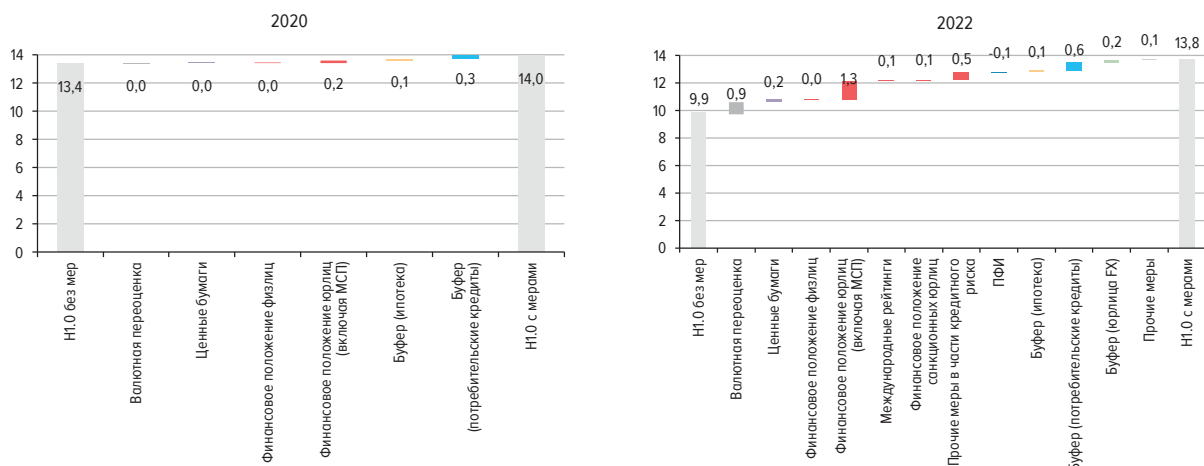 2020
14
12
10
8
6
4
2
0
13,4
0,0
0,0
0,0
0,2
0,1
0,3
14,0
Н1.0 без мер
Валютная переоценка
Ценные бумаги
Финансовое положение физлиц
Финансовое положение юрлиц
(включая МСП)
Буфер (ипотека)
Буфер
(потребительские кредиты)
Н1.0 с мерами
2022
14
12
10
8
6
4
2
0
9,9
0,9
0,2
0,0
1,3
0,1
0,1
0,5
-0,1
0,1
0,6
0,2
0,1
13,8
Н1.0 без мер
Валютная переоценка
Ценные бумаги
Финансовое положение физлиц
Финансовое положение юрлиц
(включая МСП)
Международные рейтинги
Финансовое положение
санкционных юрлиц
Прочие меры в части кредитного
риска
ПФИ
Буфер (ипотека)
Буфер (потребительские кредиты)
Буфер (юрлица FX)
Прочие меры
Н1.0 с мерами